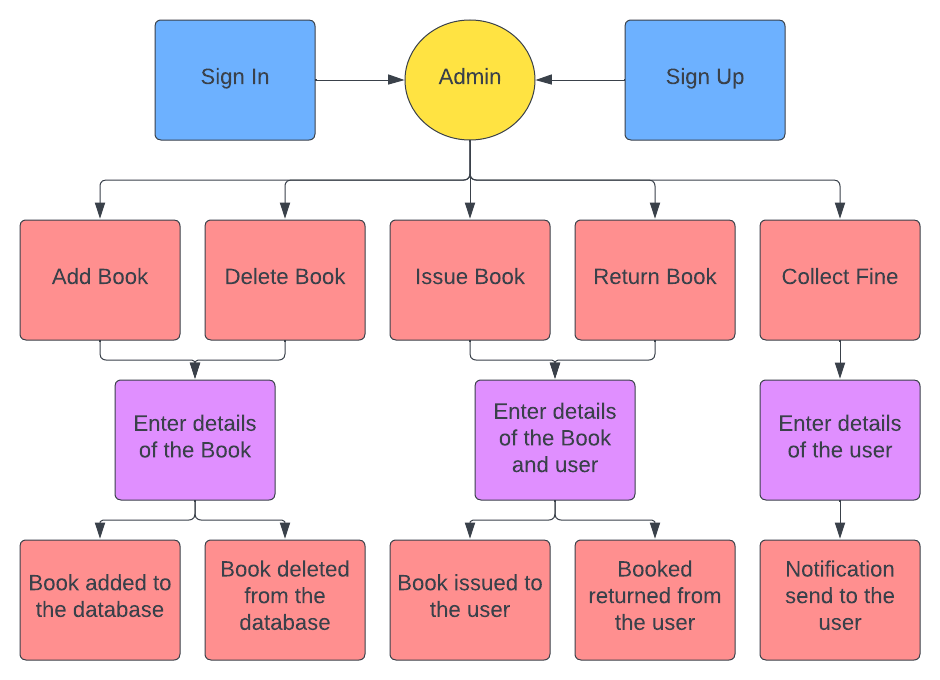 Sign In
Admin
Sign Up
Add Book
Delete Book
Issue Book
Return Book
Collect Fine
Enter details
of the Book
Enter details
of the Book
and user
Enter details
of the user
Book added to
the database
Book deleted
from the
database
Book issued to
the user
Booked
returned from
the user
Notification
send to the
user